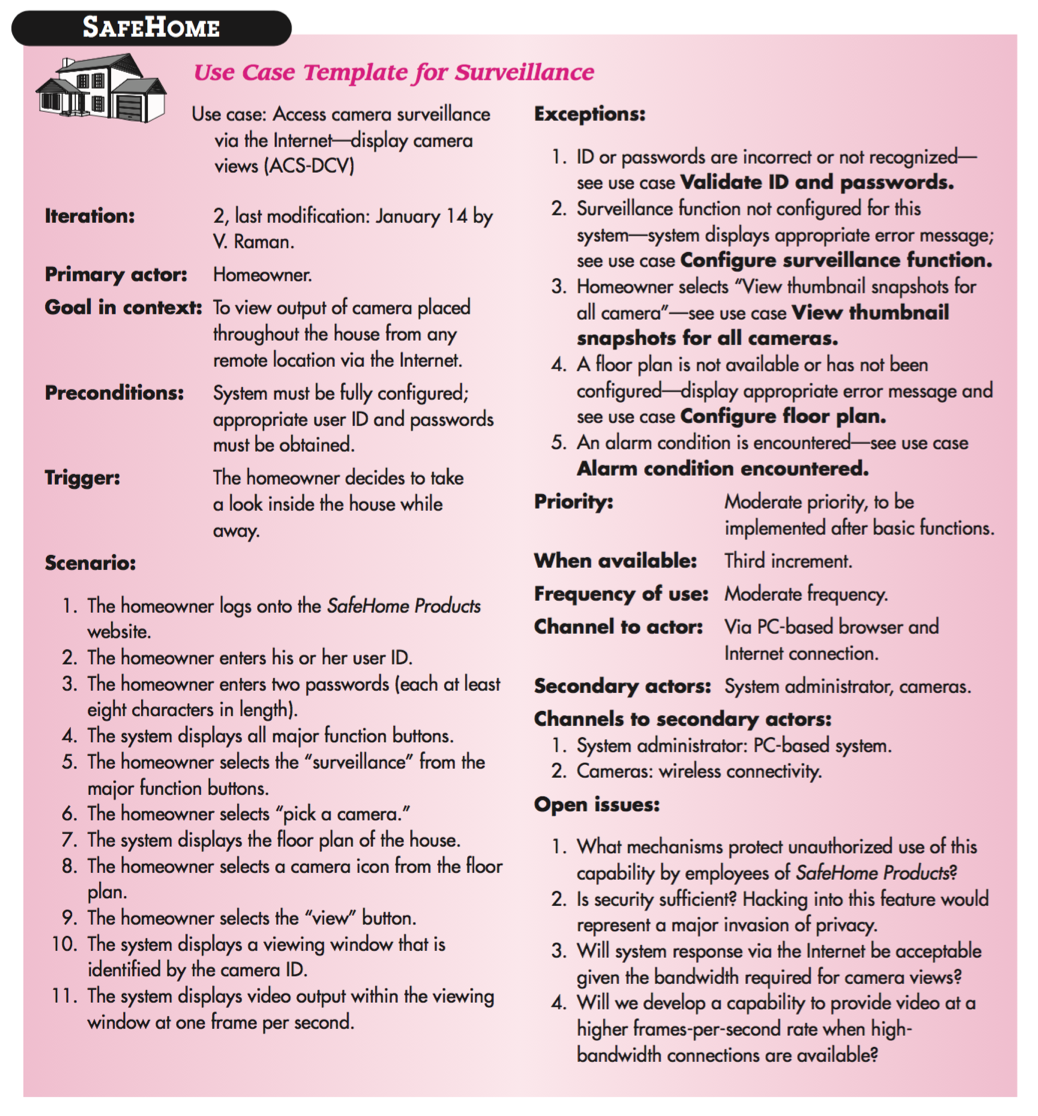 SAFEHOME
Use Case Template for Surveillance
Use case: Access camera surveillance
via the Internet—display camera
views (ACS-DCV)
Iteration: 2, last modification: January 14 by
V. Raman.
Primary actor: Homeowner.
Goal in context: To view output of camera placed
throughout the house from any
remote location via the Internet.
Preconditions: System must be fully configured;
appropriate user ID and passwords
must be obtained.
Trigger: The homeowner decides to take
a look inside the house while
away.
Scenario:
1. The homeowner logs onto the SafeHome Products
website.
2. The homeowner enters his or her user ID.
3. The homeowner enters two passwords (each at least
eight characters in length).
4. The system displays all major function buttons.
5. The homeowner selects the “surveillance” from the
major function buttons.
6. The homeowner selects “pick a camera.”
7. The system displays the floor plan of the house.
8. The homeowner selects a camera icon from the floor
plan.
9. The homeowner selects the “view” button.
10. The system displays a viewing window that is
identified by the camera ID.
11. The system displays video output within the viewing
window at one frame per second.
Exceptions:
1. ID or passwords are incorrect or not recognized—
see use case Validate ID and passwords.
2. Surveillance function not configured for this
system—system displays appropriate error message;
see use case Configure surveillance function.
3. Homeowner selects “View thumbnail snapshots for
all camera”—see use case View thumbnail
snapshots for all cameras.
4. A floor plan is not available or has not been
configured—display appropriate error message and
see use case Configure floor plan.
5. An alarm condition is encountered—see use case
Alarm condition encountered.
Priority: Moderate priority, to be
implemented after basic functions.
When available: Third increment.
Frequency of use: Moderate frequency.
Channel to actor: Via PC-based browser and
Internet connection.
Secondary actors: System administrator, cameras.
Channels to secondary actors:
1. System administrator: PC-based system.
2. Cameras: wireless connectivity.
Open issues:
1. What mechanisms protect unauthorized use of this
capability by employees of SafeHome Products?
2. Is security sufficient? Hacking into this feature would
represent a major invasion of privacy.
3. Will system response via the Internet be acceptable
given the bandwidth required for camera views?
4. Will we develop a capability to provide video at a
higher frames-per-second rate when high-
bandwidth connections are available?